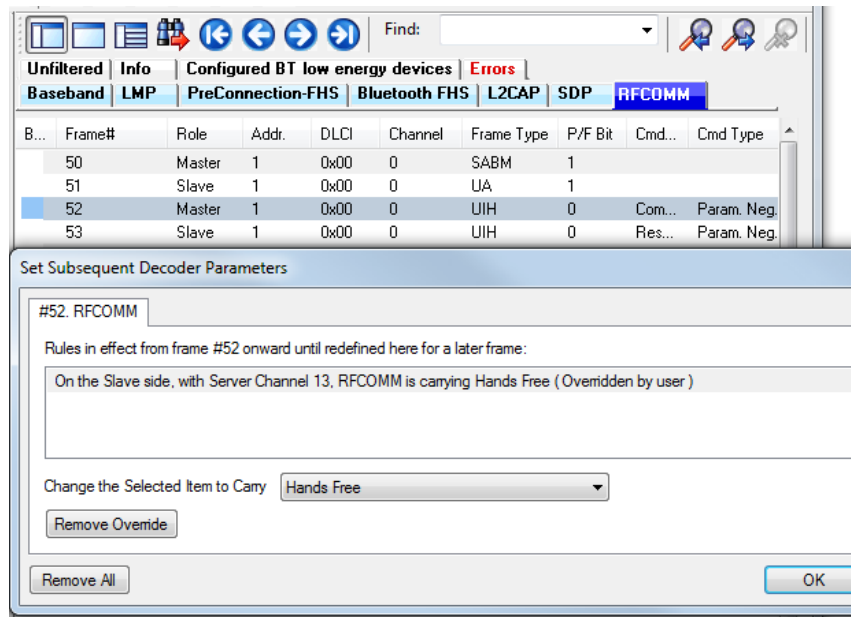 Find:
Unfiltered Info Configured BT low energy devices Errors
Baseband LMP PreConnection-FHS Bluetooth FHS L2CAP SDP RFCOMM
B... Frame# Role Addr. DLCI Channel Frame Type P/F Bit Cmd... Cmd Type
50 Master 1 0x00 0 SABM 1
51 Slave 1 0x00 0 UA 1
52 Master 1 0x00 0 UIH 0 Com... Param. Neg.
53 Slave 1 0x00 0 UIH 0 Res... Param. Neg.
Set Subsequent Decoder Parameters
#52. RFCOMM
Rules in effect from frame #52 onward until redefined here for a later frame:
On the Slave side, with Server Channel 13, RFCOMM is carrying Hands Free ( Overridden by user )
Change the Selected Item to Carry Hands Free
Remove Override
Remove All OK